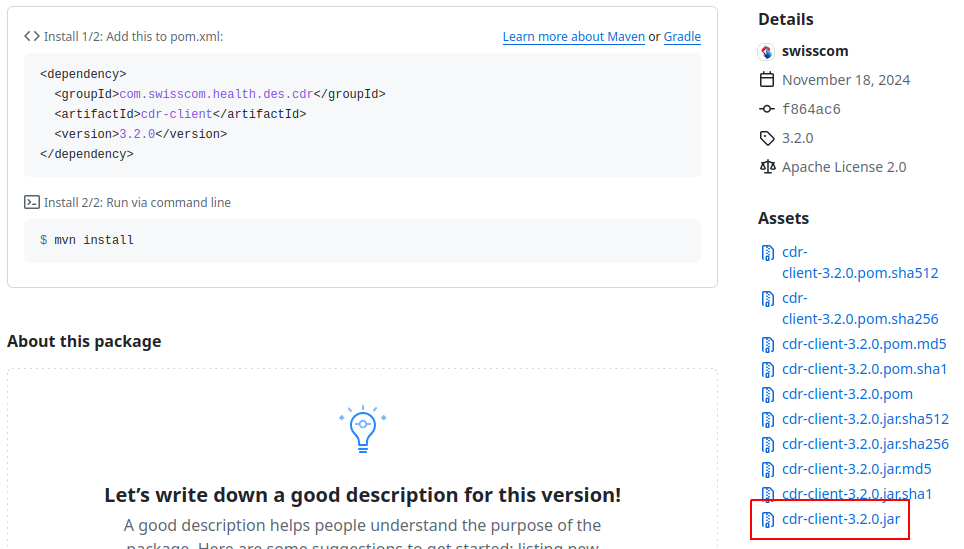 Install 1/2: Add this to pom.xml:
Learn more about Maven or Gradle
<dependency>
<groupId>com.swisscom.health.des.cdr</groupId>
<artifactId>cdr-client</artifactId>
<version>3.2.0</version>
</dependency>
Install 2/2: Run via command line
$ mvn install
About this package
Let’s write down a good description for this version!
A good description helps people understand the purpose of the
package. Here are some suggestions to get started: listing new
Details
swisscom
November 18, 2024
f864ac6
3.2.0
Apache License 2.0
Assets
cdr-
client-3.2.0.pom.sha512
cdr-
client-3.2.0.pom.sha256
cdr-client-3.2.0.pom.md5
cdr-client-3.2.0.pom.sha1
cdr-client-3.2.0.pom
cdr-client-3.2.0.jar.sha512
cdr-client-3.2.0.jar.sha256
cdr-client-3.2.0.jar.md5
cdr-client-3.2.0.jar.sha1
cdr-client-3.2.0.jar